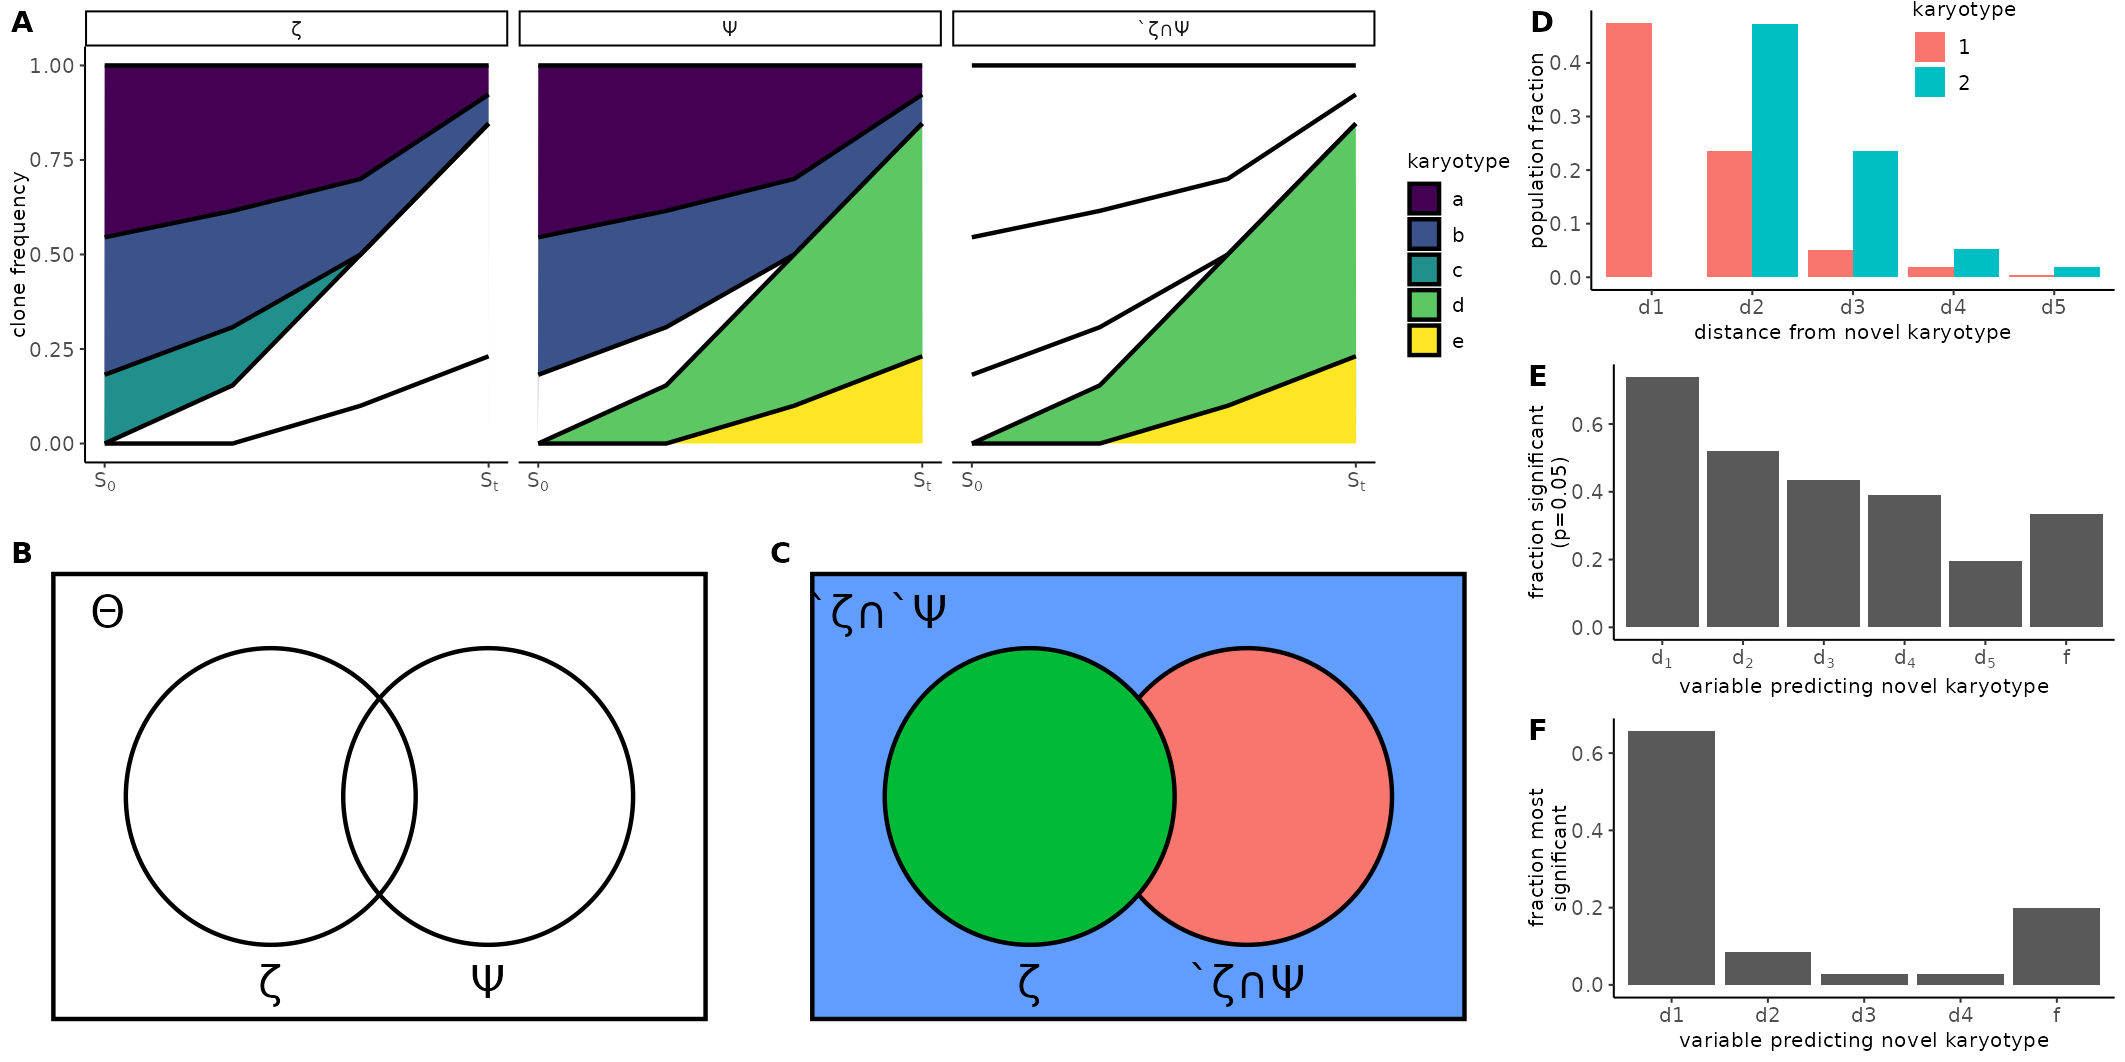 A
ζ
Ψ
`ζ∩Ψ
clone frequency
1.00
0.75
0.50
0.25
0.00
S₀
Sₜ
S₀
Sₜ
S₀
Sₜ
karyotype
a
b
c
d
e
B
Θ
ζ
Ψ
C
`ζ∩`Ψ
ζ
`ζ∩Ψ
D
karyotype
1
2
population fraction
0.4
0.3
0.2
0.1
0.0
d1
d2
d3
d4
d5
distance from novel karyotype
E
fraction significant
(p=0.05)
0.6
0.4
0.2
0.0
d₁
d₂
d₃
d₄
d₅
f
variable predicting novel karyotype
F
fraction most
significant
0.6
0.4
0.2
0.0
d1
d2
d3
d4
f
variable predicting novel karyotype